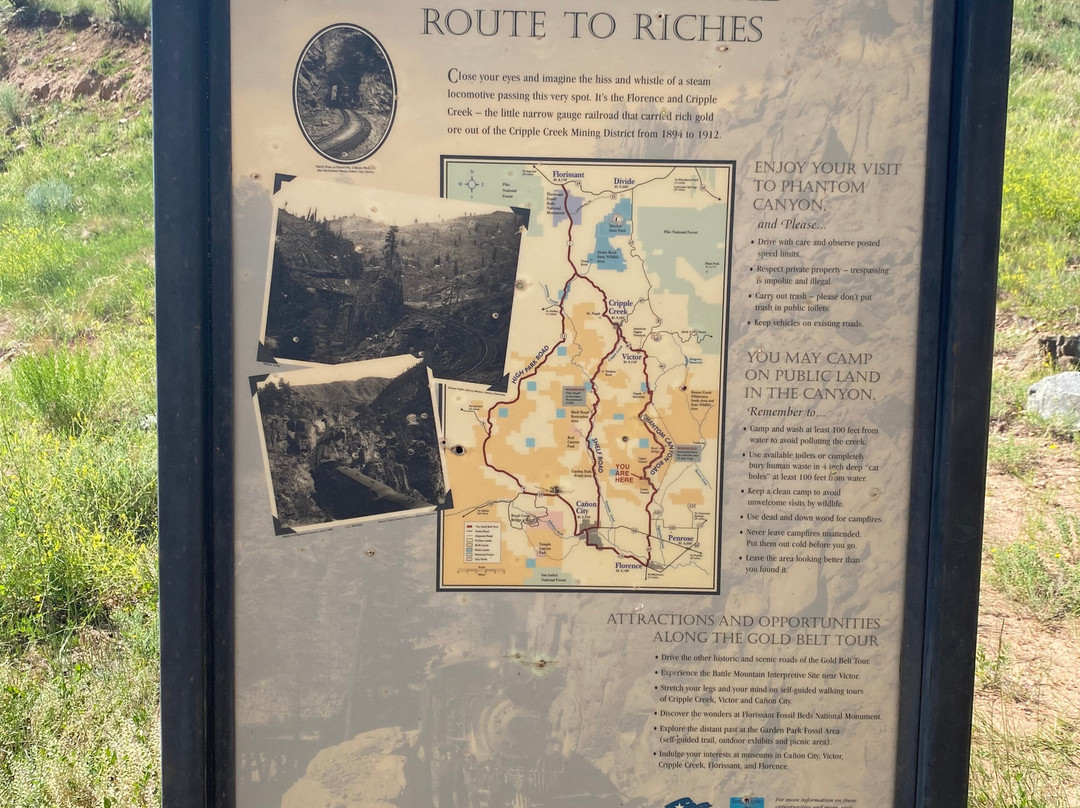 ROUTE TO RICHES
Close your eyes and imagine the hiss and whistle of a steam
locomotive passing this very spot. It's the Florence and Cripple
Creek – the little narrow gauge railroad that carried rich gold
ore out of the Cripple Creek Mining District from 1894 to 1912.
Florissant
Divide
Pike
National
Forest
Pike National Forest
Cripple
Creek
Victor
HIGH PARK ROAD
SHELF ROAD
PHANTOM CANYON ROAD
YOU
ARE
HERE
Cañon
City
Penrose
Florence
ENJOY YOUR VISIT
TO PHANTOM
CANYON,
and Please...
• Drive with care and observe posted
speed limits.
• Respect private property – trespassing
is impolite and illegal.
• Carry out trash – please don't put
trash in public toilets.
• Keep vehicles on existing roads.
YOU MAY CAMP
ON PUBLIC LAND
IN THE CANYON.
Remember to...
• Camp and wash at least 100 feet from
water to avoid polluting the creek.
• Use available toilets or completely
bury human waste in 4 inch deep "cat
holes" at least 100 feet from water.
• Keep a clean camp to avoid
unwelcome visits by wildlife.
• Use dead and down wood for campfires.
• Never leave campfires unattended.
Put them out cold before you go.
• Leave the area looking better than
you found it.
ATTRACTIONS AND OPPORTUNITIES
ALONG THE GOLD BELT TOUR
• Drive the other historic and scenic roads of the Gold Belt Tour.
• Experience the Battle Mountain Interpretive Site near Victor.
• Stretch your legs and your mind on self-guided walking tours
of Cripple Creek, Victor and Cañon City.
• Discover the wonders at Florissant Fossil Beds National Monument.
• Explore the distant past at the Garden Park Fossil Area
(self-guided trail, outdoor exhibits and picnic area).
• Indulge your interests at museums in Cañon City, Victor,
Cripple Creek, Florissant, and Florence.
For more information on these